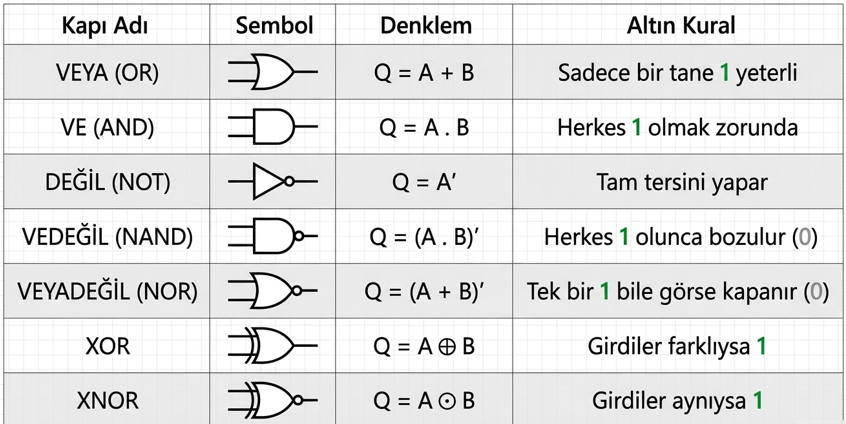 Kapı Adı Sembol Denklem Altın Kural
VEYA (OR) Q = A + B Sadece bir tane 1 yeterli
VE (AND) Q = A . B Herkes 1 olmak zorunda
DEĞİL (NOT) Q = A′ Tam tersini yapar
VEDEĞİL (NAND) Q = (A . B)′ Herkes 1 olunca bozulur (0)
VEYADEĞİL (NOR) Q = (A + B)′ Tek bir 1 bile görse kapanır (0)
XOR Q = A ⊕ B Girdiler farklıysa 1
XNOR Q = A ⊙ B Girdiler aynıysa 1